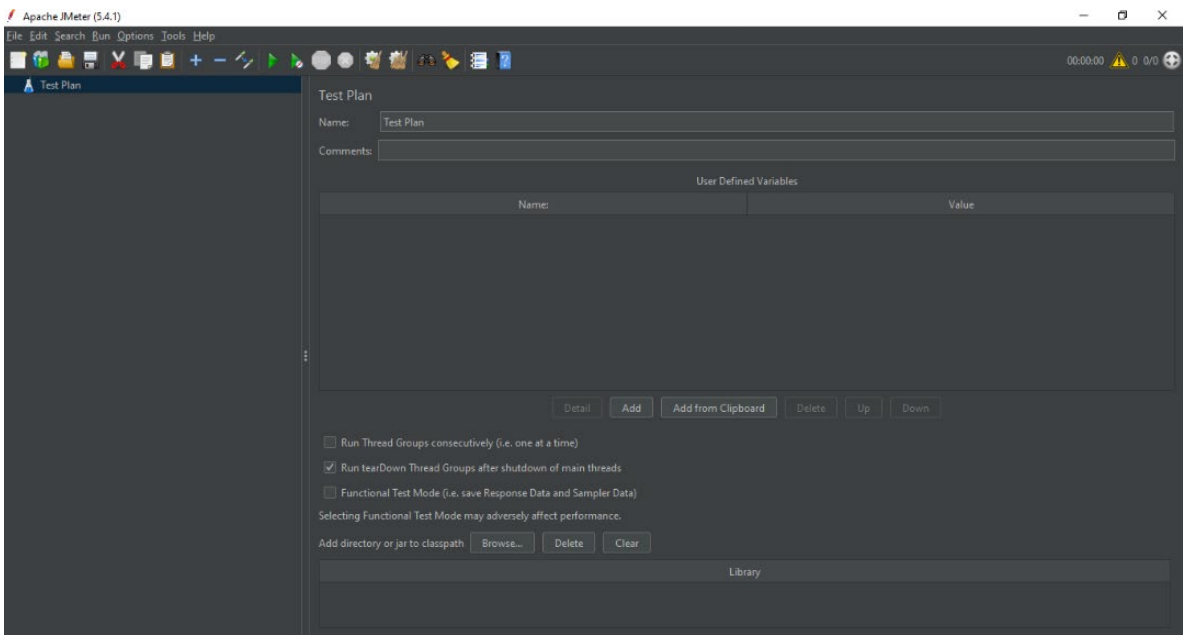 Apache JMeter (5.4.1)
File Edit Search Run Options Tools Help
00:00:00 0 0/0
Test Plan
Test Plan
Name: Test Plan
Comments:
User Defined Variables
Name: Value
Detail Add Add from Clipboard Delete Up Down
Run Thread Groups consecutively (i.e. one at a time)
Run tearDown Thread Groups after shutdown of main threads
Functional Test Mode (i.e. save Response Data and Sampler Data)
Selecting Functional Test Mode may adversely affect performance.
Add directory or jar to classpath Browse... Delete Clear
Library